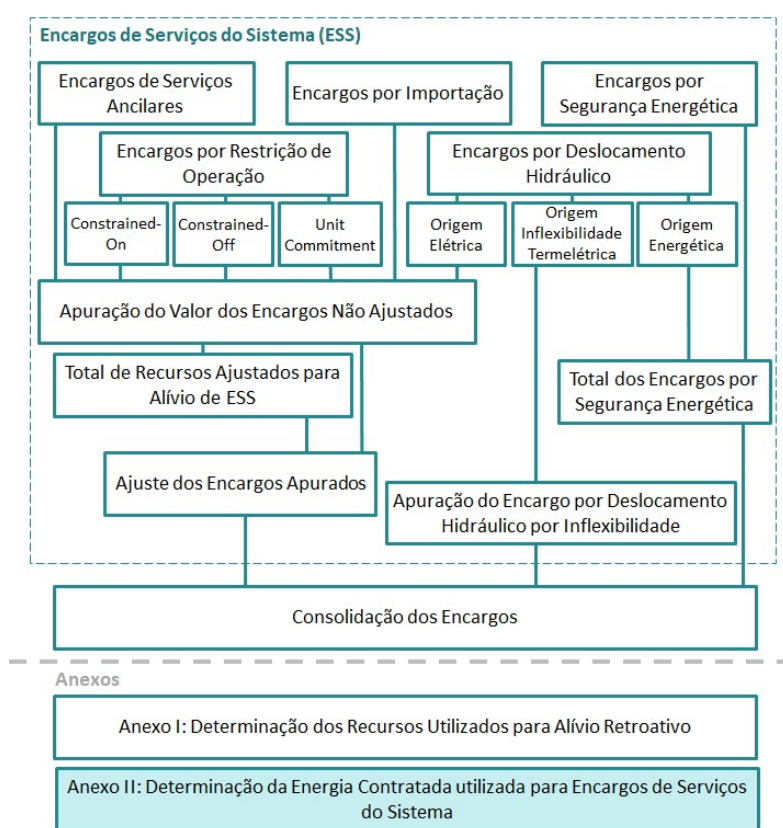 Encargos de Serviços do Sistema (ESS)
Encargos de Serviços
Ancilares
Encargos por Importação
Encargos por
Segurança Energética
Encargos por Restrição de
Operação
Encargos por Deslocamento
Hidráulico
Constrained-
On
Constrained-
Off
Unit
Commitment
Origem
Elétrica
Origem
Inflexibilidade
Termelétrica
Origem
Energética
Apuração do Valor dos Encargos Não Ajustados
Total de Recursos Ajustados para
Alívio de ESS
Total dos Encargos por
Segurança Energética
Ajuste dos Encargos Apurados
Apuração do Encargo por Deslocamento
Hidráulico por Inflexibilidade
Consolidação dos Encargos
Anexos
Anexo I: Determinação dos Recursos Utilizados para Alívio Retroativo
Anexo II: Determinação da Energia Contratada utilizada para Encargos de Serviços
do Sistema